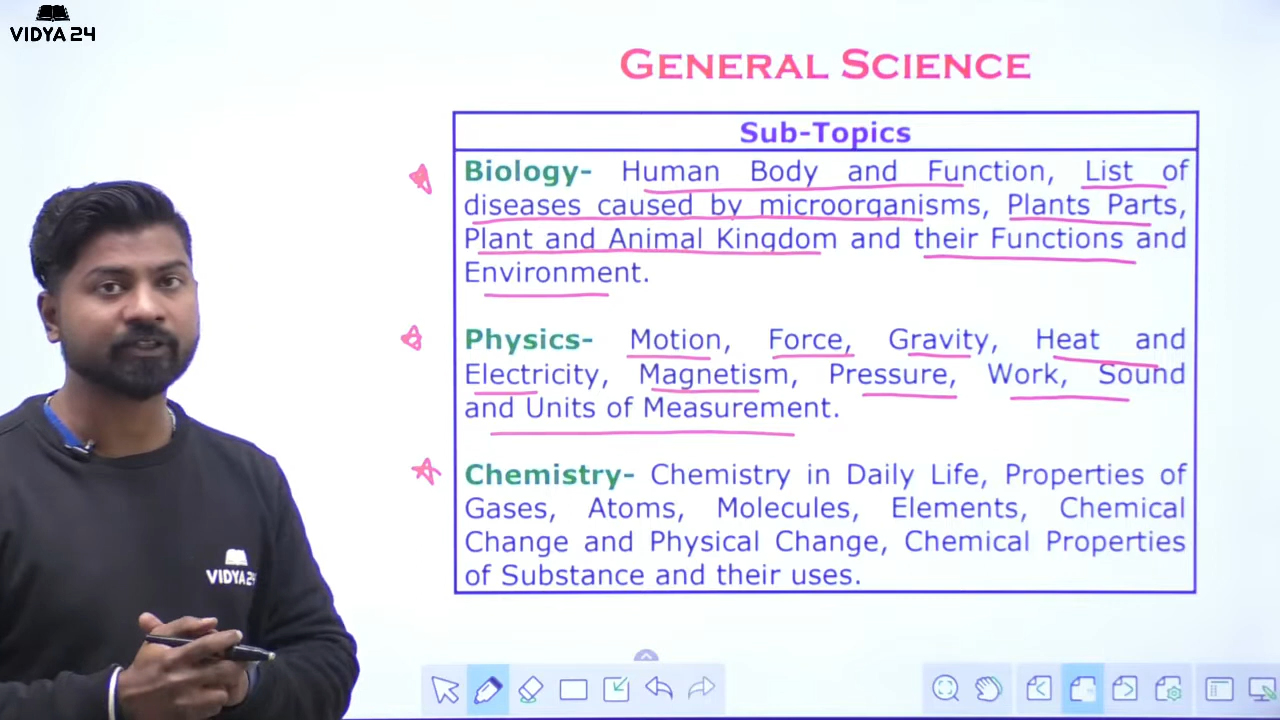 VIDYA 24
GENERAL SCIENCE
Sub-Topics
Biology- Human Body and Function, List of
diseases caused by microorganisms, Plants Parts,
Plant and Animal Kingdom and their Functions and
Environment.
Physics- Motion, Force, Gravity, Heat and
Electricity, Magnetism, Pressure, Work, Sound
and Units of Measurement.
Chemistry- Chemistry in Daily Life, Properties of
Gases, Atoms, Molecules, Elements, Chemical
Change and Physical Change, Chemical Properties
of Substance and their uses.
VIDYA 24